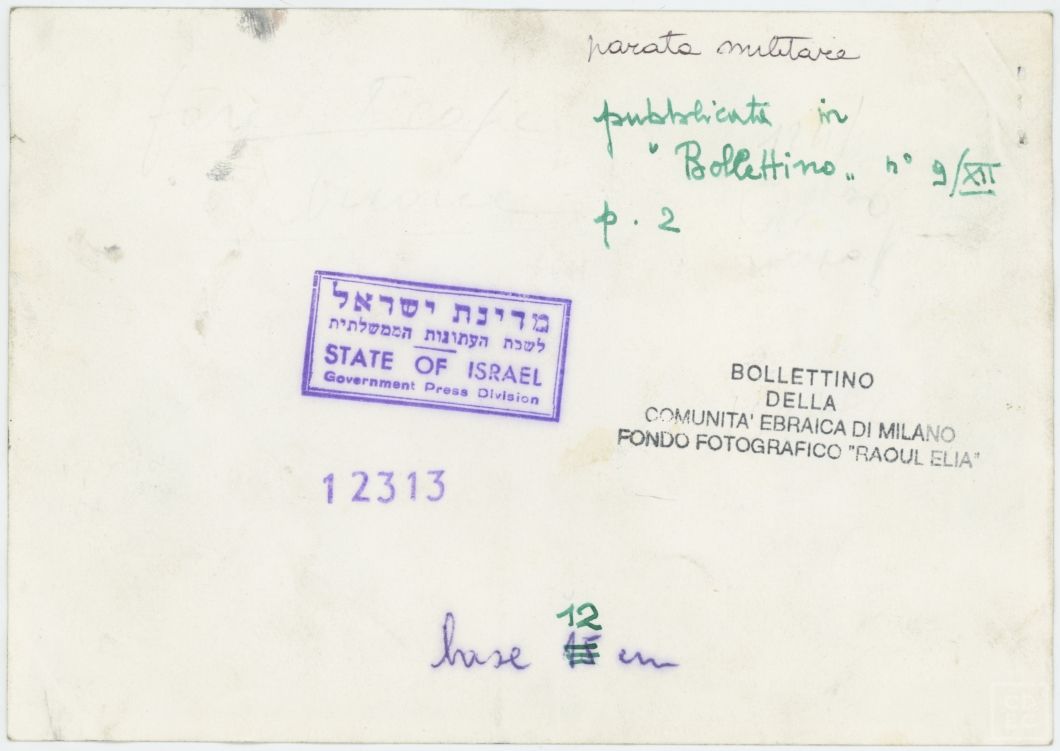 parata militare
pubblicata in
"Bollettino" n° 9/XII
p. 2
מדינת ישראל
לשכת העתונות הממשלתית
STATE OF ISRAEL
Government Press Division
BOLLETTINO
DELLA
COMUNITA' EBRAICA DI MILANO
FONDO FOTOGRAFICO "RAOUL ELIA"
12313
12
base cm